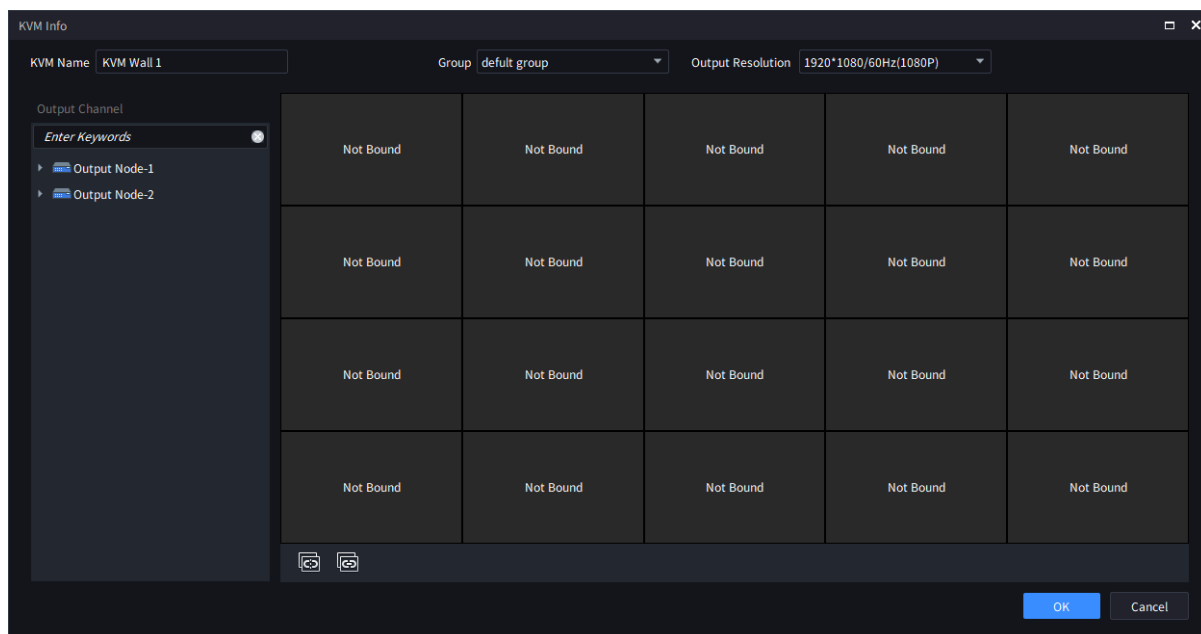 KVM Info
KVM Name KVM Wall 1 Group defult group Output Resolution 1920*1080/60Hz(1080P)
Output Channel
Enter Keywords
Output Node-1
Output Node-2
Not Bound Not Bound Not Bound Not Bound Not Bound
Not Bound Not Bound Not Bound Not Bound Not Bound
Not Bound Not Bound Not Bound Not Bound Not Bound
Not Bound Not Bound Not Bound Not Bound Not Bound
OK Cancel